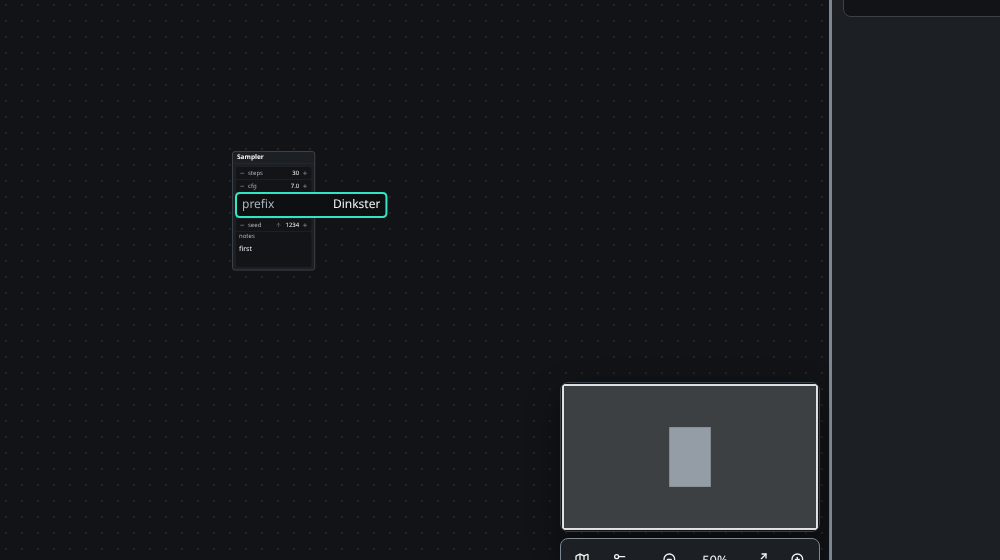 Sampler
steps 30
cfg 7.0
prefix Dinkster
seed 1234
notes
first
50%